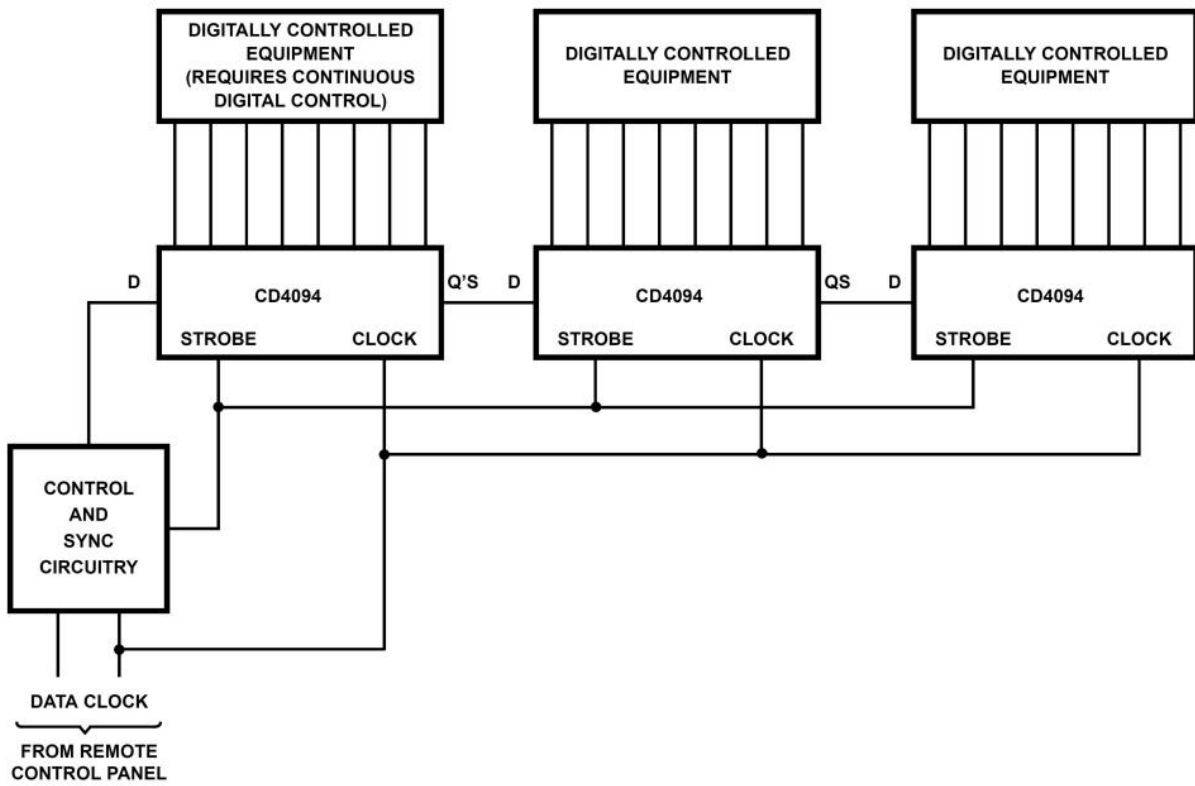 DIGITALLY CONTROLLED
EQUIPMENT
(REQUIRES CONTINUOUS
DIGITAL CONTROL)
DIGITALLY CONTROLLED
EQUIPMENT
DIGITALLY CONTROLLED
EQUIPMENT
D
CD4094
STROBE CLOCK
Q'S D
CD4094
STROBE CLOCK
QS D
CD4094
STROBE CLOCK
CONTROL
AND
SYNC
CIRCUITRY
DATA CLOCK
FROM REMOTE
CONTROL PANEL